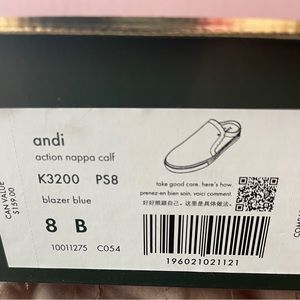 andi
action nappa calf
K3200 PS8
blazer blue
8 B
10011275 C054
take good care. here's how.
prenez-en bien soin. voici comment.
好好照顾自己。这里是具体做法。
196021021121
CAN VALUE
$159.00